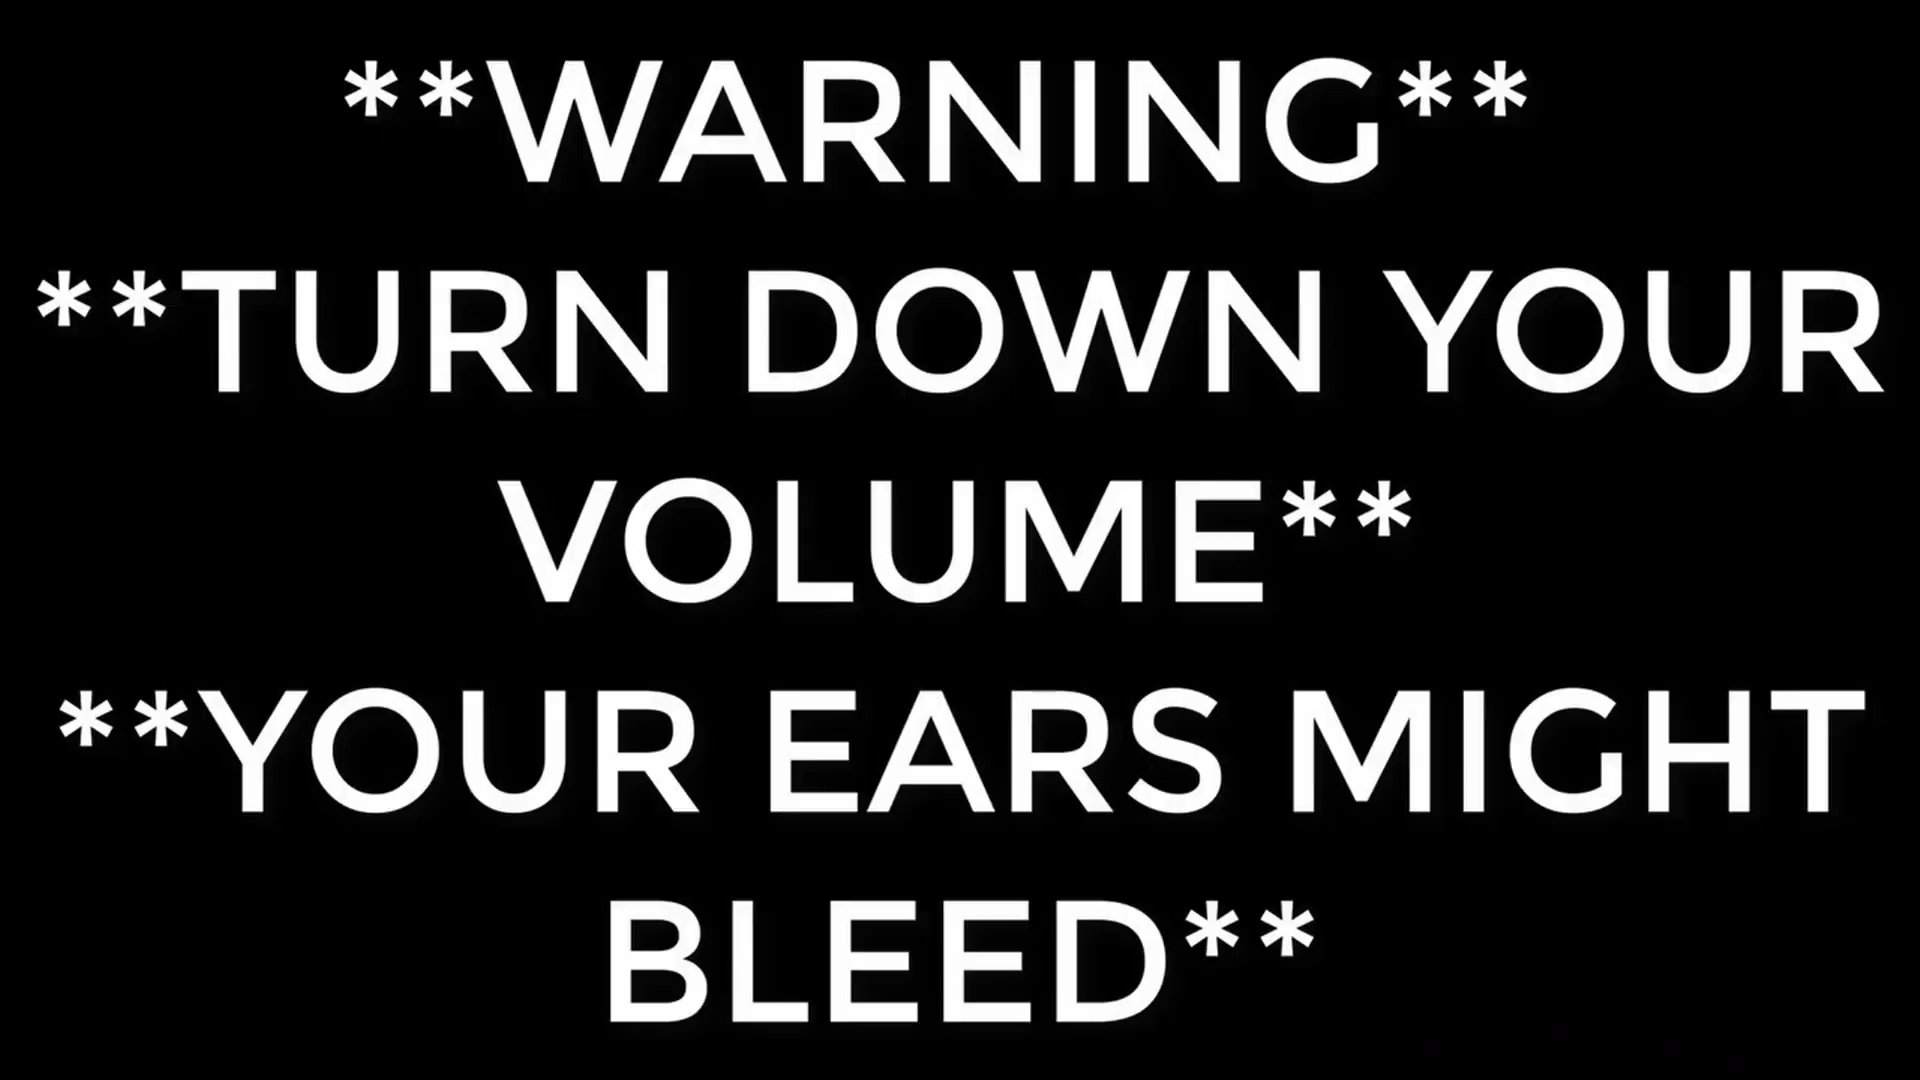 **WARNING**
**TURN DOWN YOUR
VOLUME**
**YOUR EARS MIGHT
BLEED**